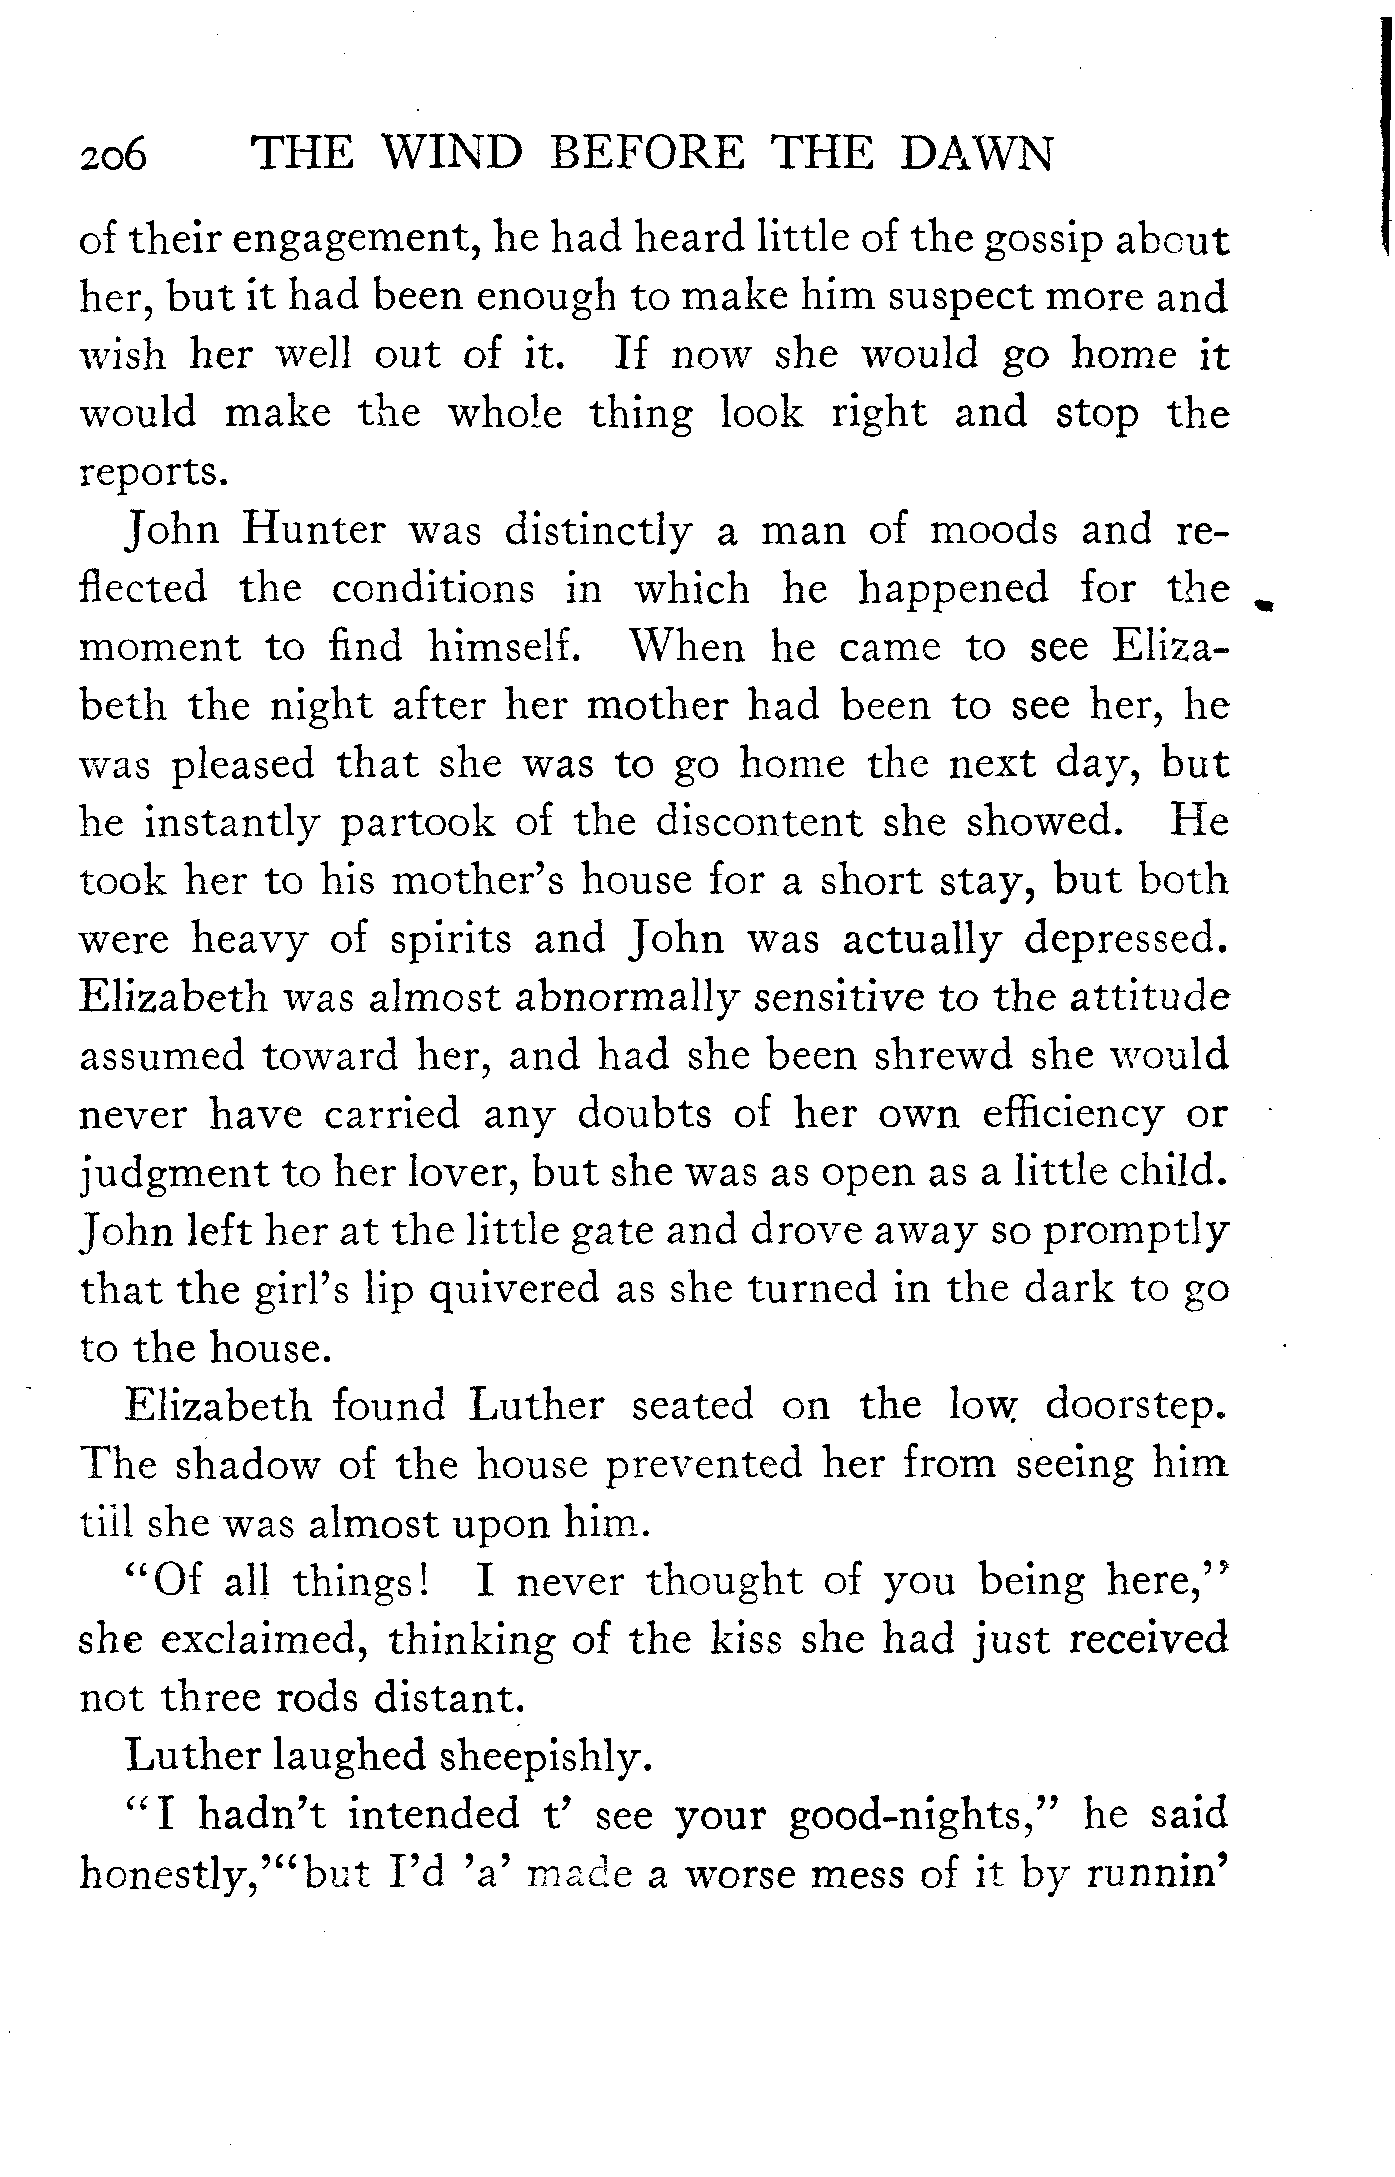 206 THE WIND BEFORE THE DAWN
of their engagement, he had heard little of the gossip about
her, but it had been enough to make him suspect more and
wish her well out of it. If now she would go home it
would make the whole thing look right and stop the
reports.
John Hunter was distinctly a man of moods and re-
flected the conditions in which he happened for the
moment to find himself. When he came to see Eliza-
beth the night after her mother had been to see her, he
was pleased that she was to go home the next day, but
he instantly partook of the discontent she showed. He
took her to his mother's house for a short stay, but both
were heavy of spirits and John was actually depressed.
Elizabeth was almost abnormally sensitive to the attitude
assumed toward her, and had she been shrewd she would
never have carried any doubts of her own efficiency or
judgment to her lover, but she was as open as a little child.
John left her at the little gate and drove away so promptly
that the girl's lip quivered as she turned in the dark to go
to the house.
Elizabeth found Luther seated on the low doorstep.
The shadow of the house prevented her from seeing him
till she was almost upon him.
“Of all things! I never thought of you being here,”
she exclaimed, thinking of the kiss she had just received
not three rods distant.
Luther laughed sheepishly.
“I hadn't intended t' see your good-nights,” he said
honestly,'“but I'd 'a' made a worse mess of it by runnin'